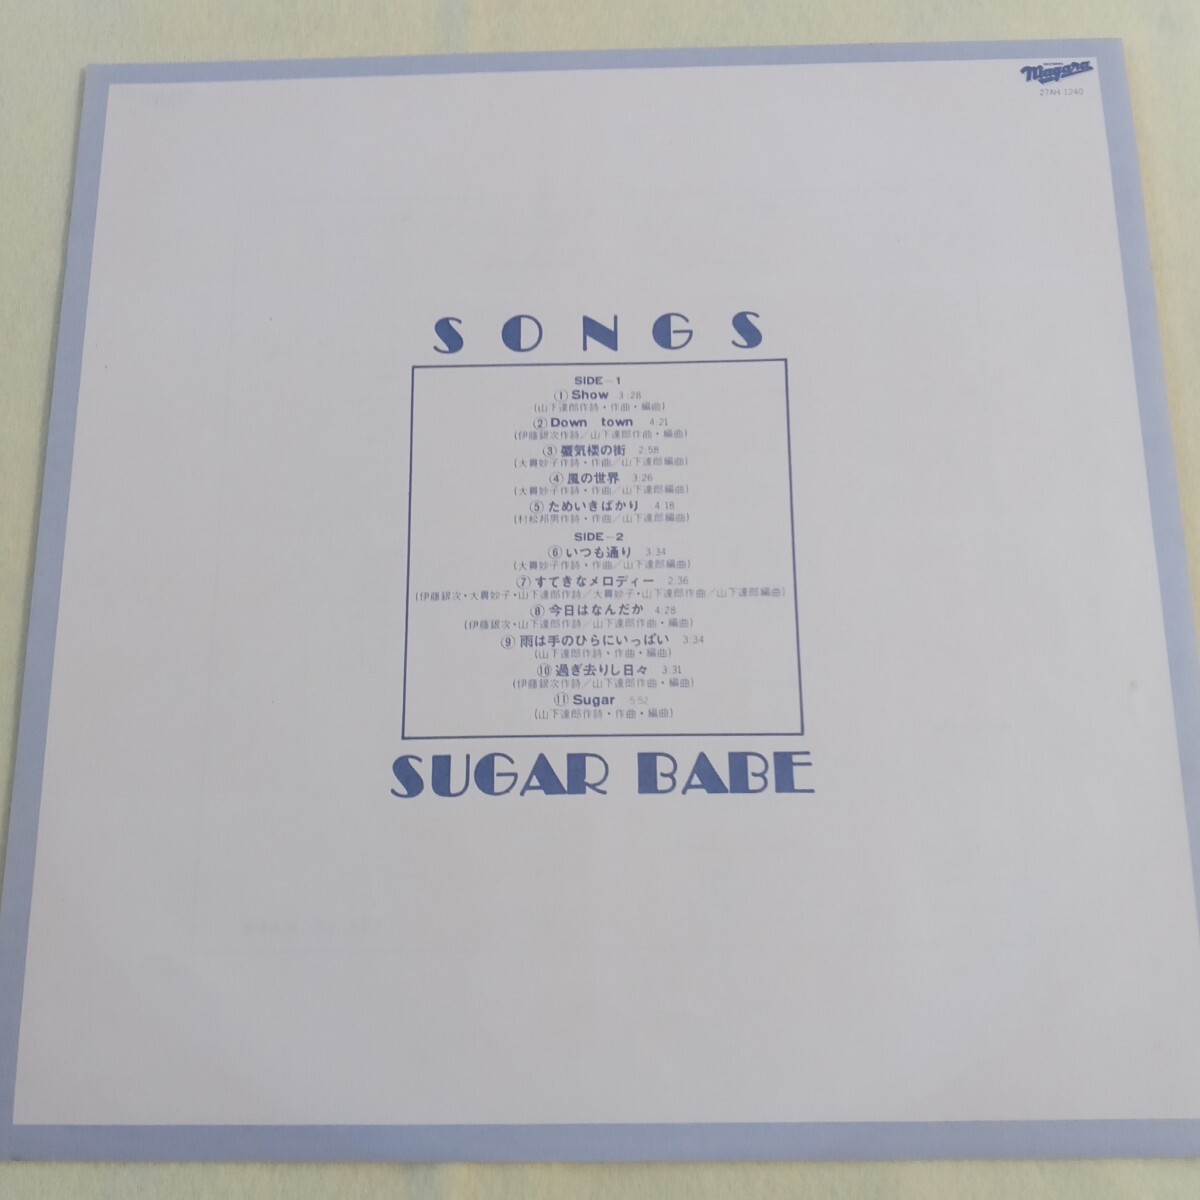 Niagara
27AH 1240
SONGS
SIDE-1
① Show 3:28
(山下達郎作詩・作曲・編曲)
② Down town 4:21
(伊藤銀次作詩/山下達郎作曲・編曲)
③ 蜃気楼の街 2:58
(大貫妙子作詩・作曲/山下達郎編曲)
④ 風の世界 3:26
(大貫妙子作詩・作曲/山下達郎編曲)
⑤ ためいきばかり 4:18
(村松邦男作詩・作曲/山下達郎編曲)
SIDE-2
⑥ いつも通り 3:34
(大貫妙子作詩・作曲/山下達郎編曲)
⑦ すてきなメロディー 2:36
(伊藤銀次・大貫妙子・山下達郎作詩/大貫妙子・山下達郎作曲/山下達郎編曲)
⑧ 今日はなんだか 4:28
(伊藤銀次・山下達郎作詩/山下達郎作曲・編曲)
⑨ 雨は手のひらにいっぱい 3:34
(山下達郎作詩・作曲・編曲)
⑩ 過ぎ去りし日々 3:31
(伊藤銀次作詩/山下達郎作曲・編曲)
⑪ Sugar 5:52
(山下達郎作詩・作曲・編曲)
SUGAR BABE